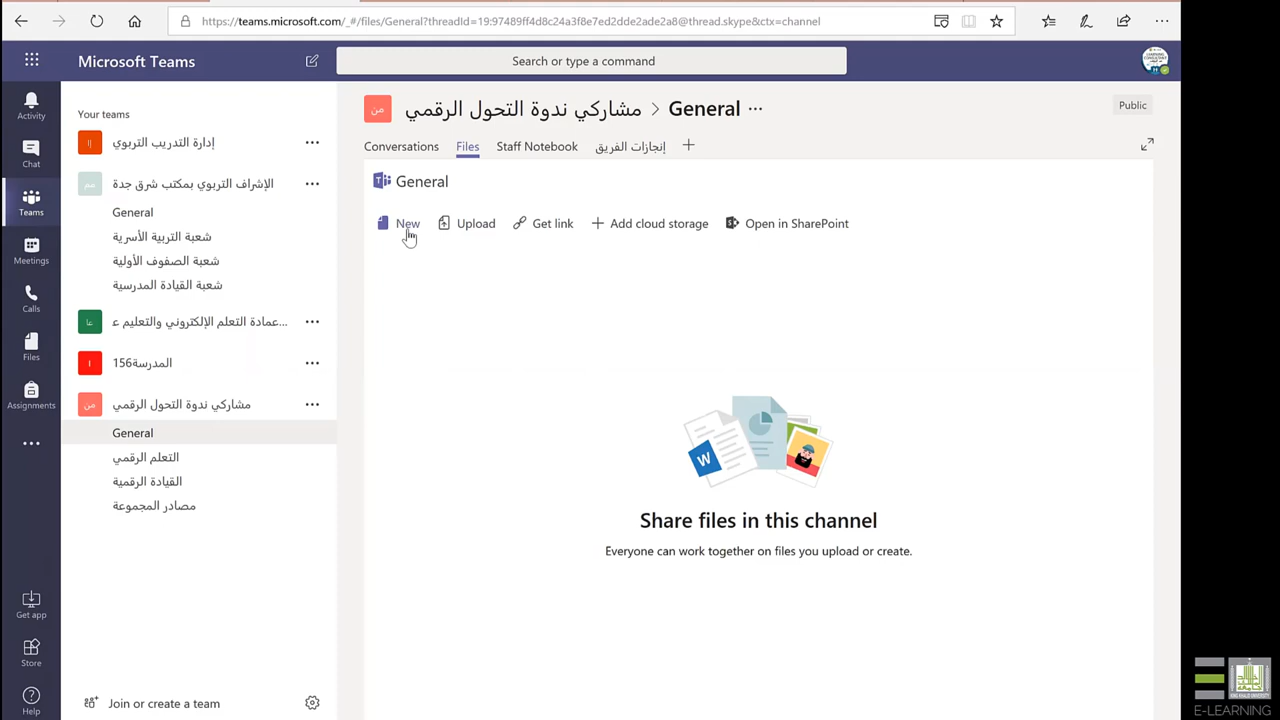 https://teams.microsoft.com/_#/files/General?threadId=19:97489ff4d8c24a3f8e7ed2dde2ade2a8@thread.skype&ctx=channel
Microsoft Teams
Search or type a command
Activity
Chat
Teams
Meetings
Calls
Files
Assignments
Get app
Store
Help
Your teams
إدارة التدريب التربوي
الإشراف التربوي بمكتب شرق جدة
General
شعبة التربية الأسرية
شعبة الصفوف الأولية
شعبة القيادة المدرسية
عمادة التعلم الإلكتروني والتعليم ع...
المدرسة156
مشاركي ندوة التحول الرقمي
General
التعلم الرقمي
القيادة الرقمية
مصادر المجموعة
Join or create a team
من
مشاركي ندوة التحول الرقمي > General ...
Public
Conversations Files Staff Notebook إنجازات الفريق +
General
New Upload Get link + Add cloud storage Open in SharePoint
W
Share files in this channel
Everyone can work together on files you upload or create.
E-LEARNING